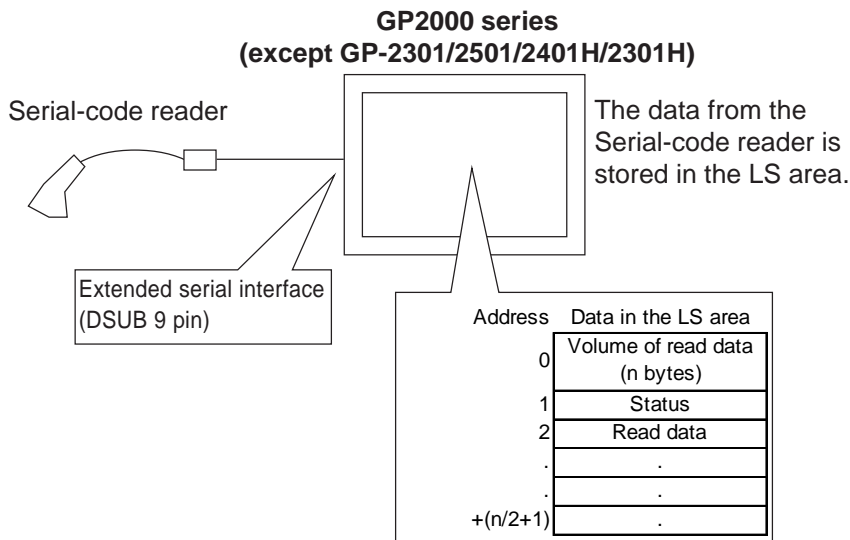 GP2000 series
(except GP-2301/2501/2401H/2301H)
Serial-code reader
The data from the
Serial-code reader is
stored in the LS area.
Extended serial interface
(DSUB 9 pin)
Address Data in the LS area
0 Volume of read data
(n bytes)
1 Status
2 Read data
. .
. .
+(n/2+1) .